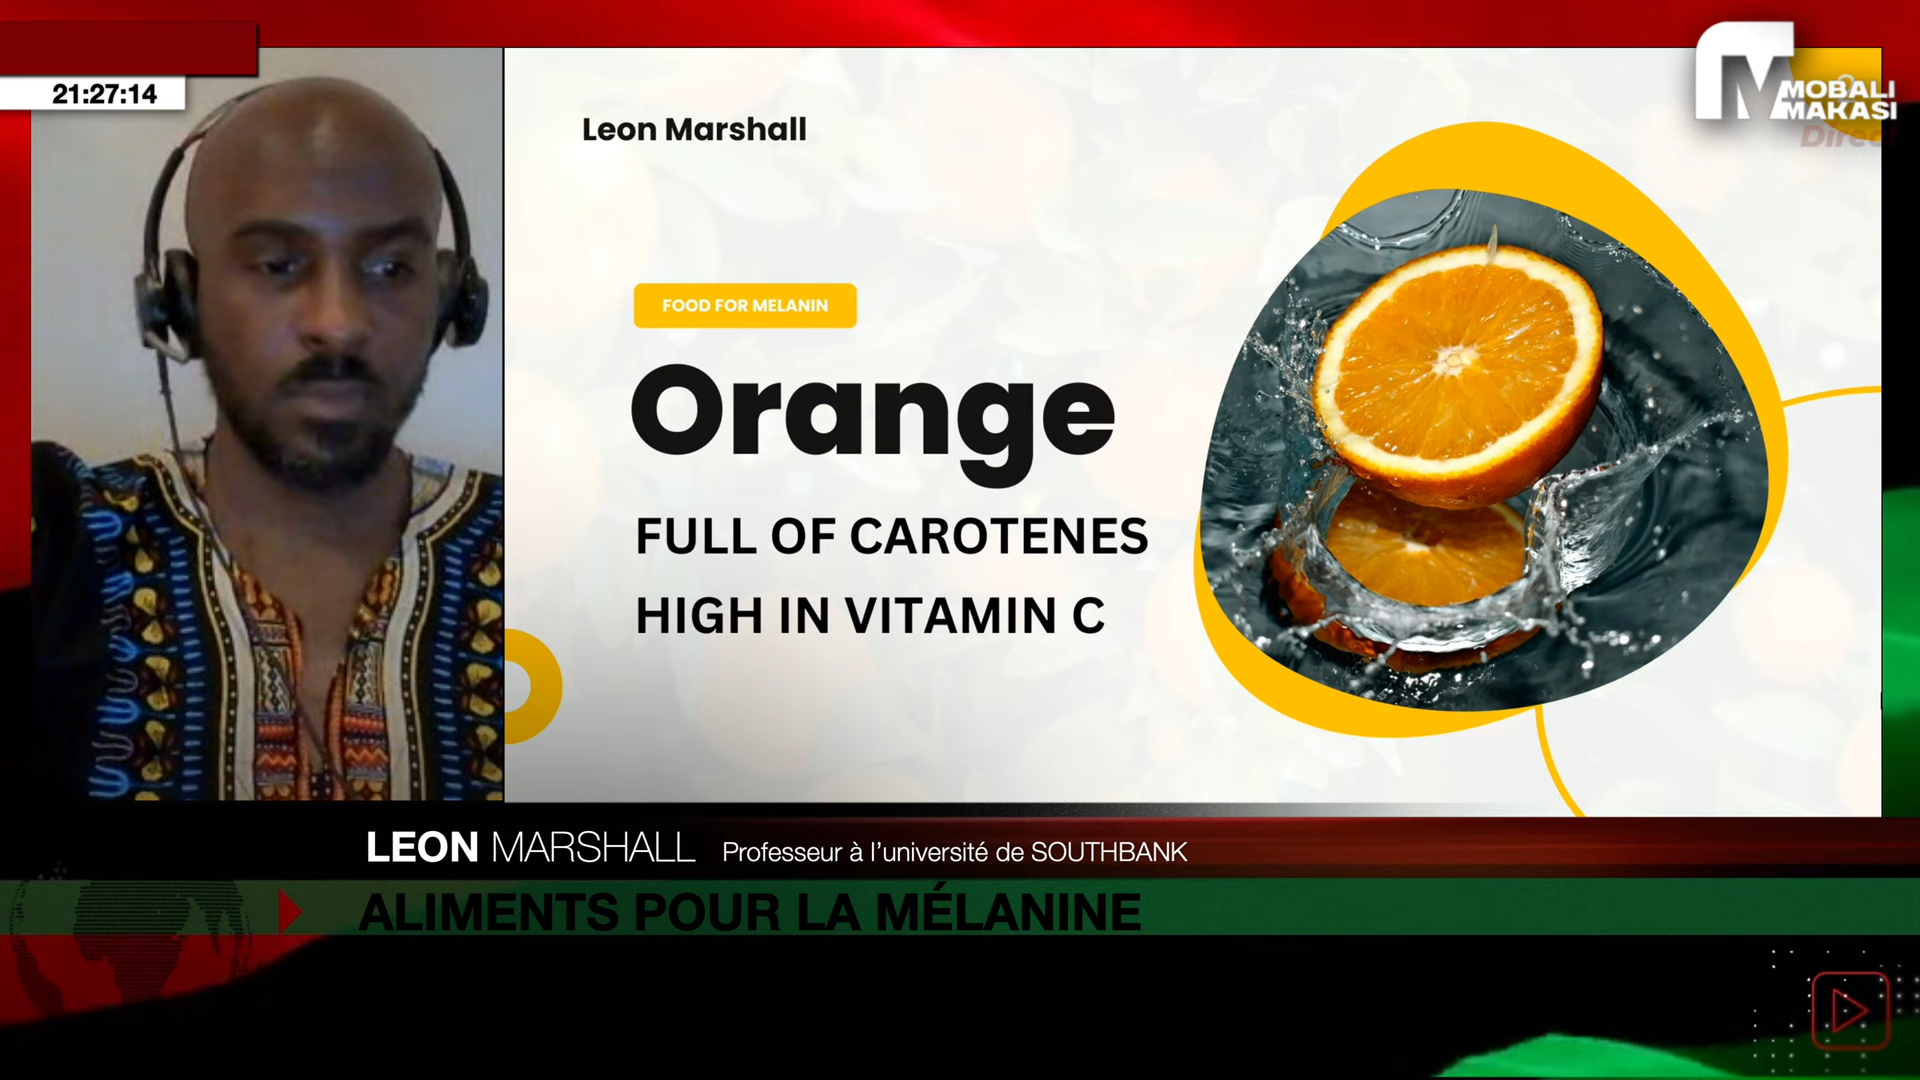 21:27:14
MOBALI
MAKASI
Direct
Leon Marshall
FOOD FOR MELANIN
Orange
FULL OF CAROTENES
HIGH IN VITAMIN C
LEON MARSHALL Professeur à l’université de SOUTHBANK
ALIMENTS POUR LA MÉLANINE